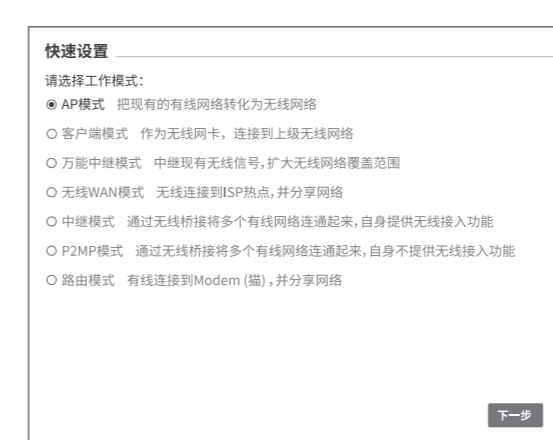 快速设置
请选择工作模式：
AP模式 把现有的有线网络转化为无线网络
客户端模式 作为无线网卡，连接到上级无线网络
万能中继模式 中继现有无线信号，扩大无线网络覆盖范围
无线WAN模式 无线连接到ISP热点，并分享网络
中继模式 通过无线桥接将多个有线网络连通起来，自身提供无线接入功能
P2MP模式 通过无线桥接将多个有线网络连通起来，自身不提供无线接入功能
路由模式 有线连接到Modem (猫) ，并分享网络
下一步